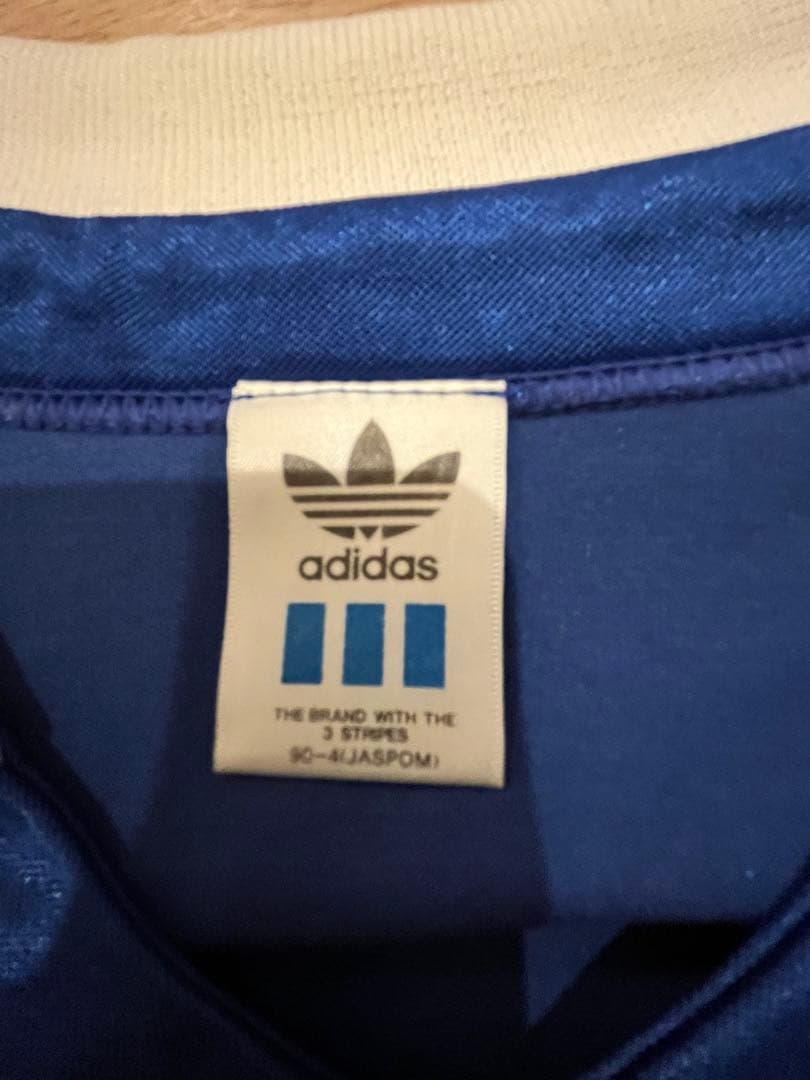 adidas
THE BRAND WITH THE
3 STRIPES
90-4(JASPOM)